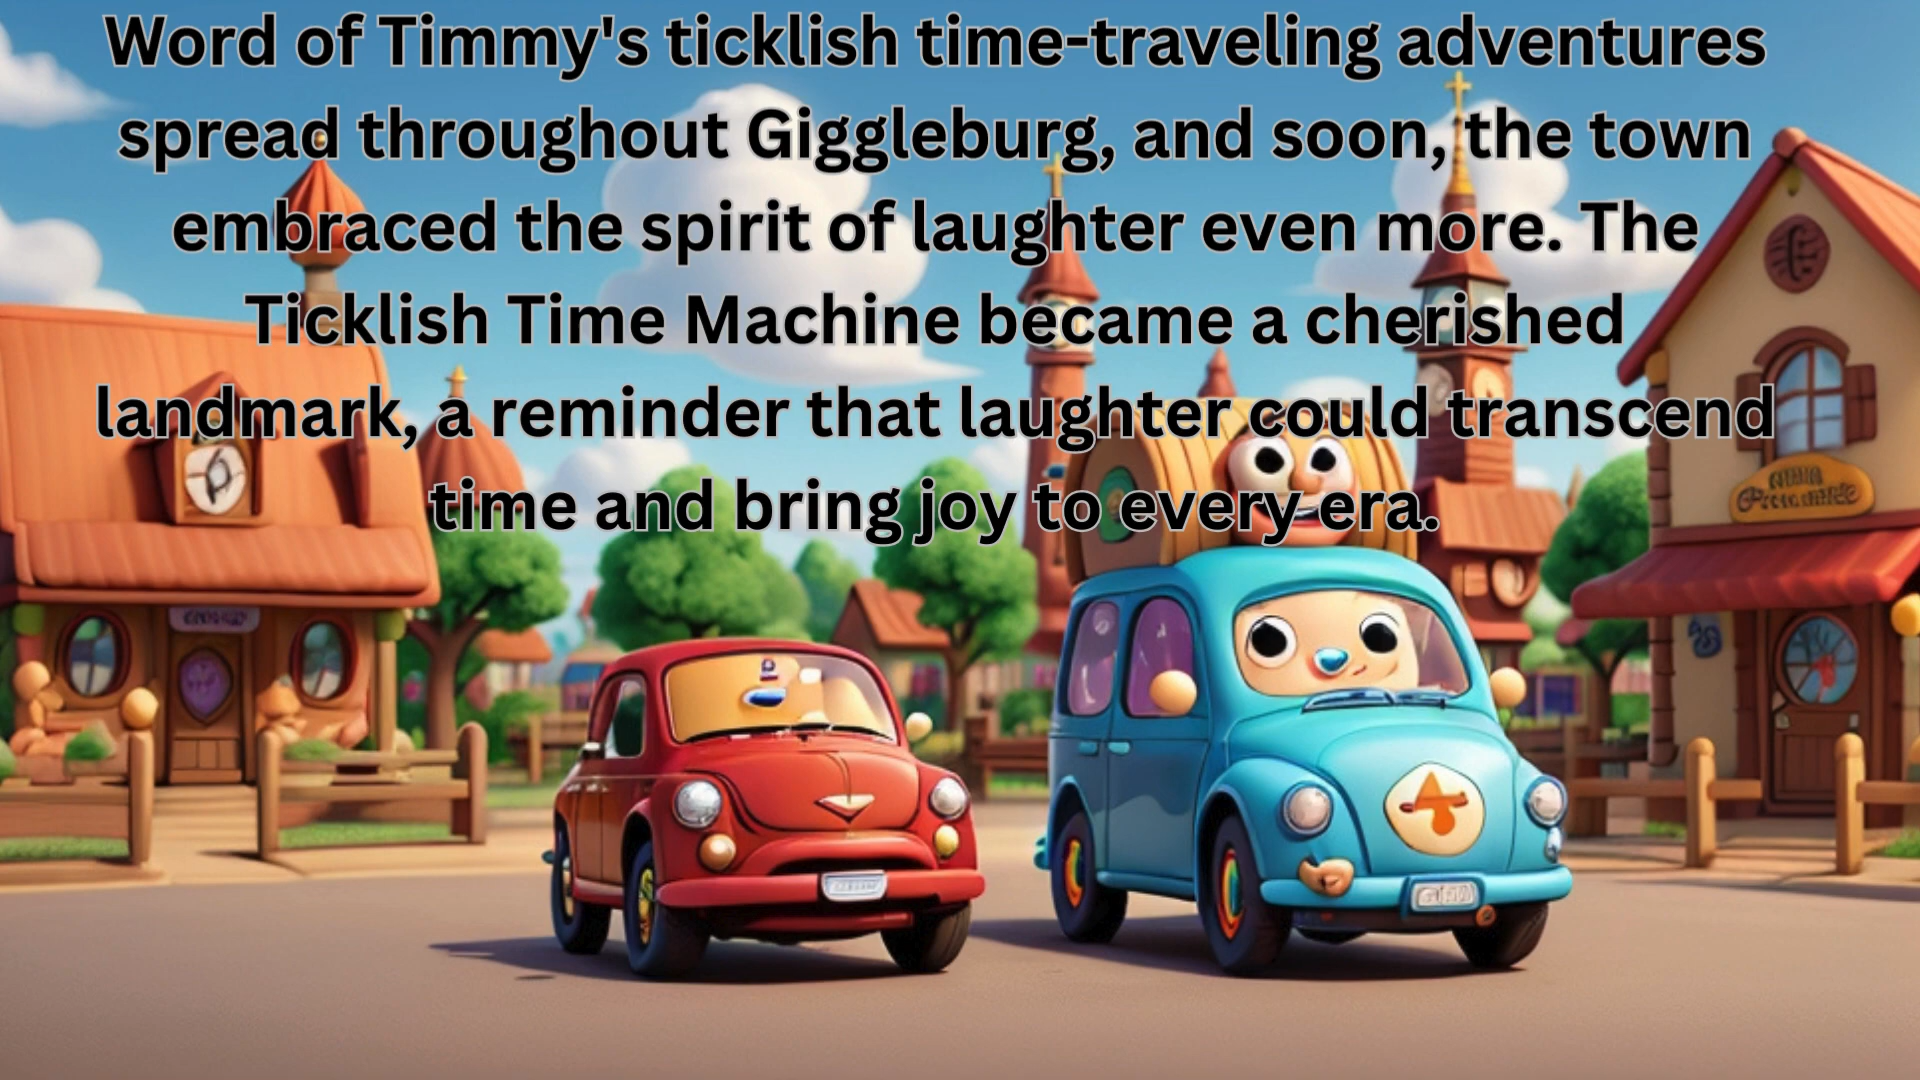 Word of Timmy's ticklish time-traveling adventures
spread throughout Giggleburg, and soon, the town
embraced the spirit of laughter even more. The
Ticklish Time Machine became a cherished
landmark, a reminder that laughter could transcend
time and bring joy to every era.